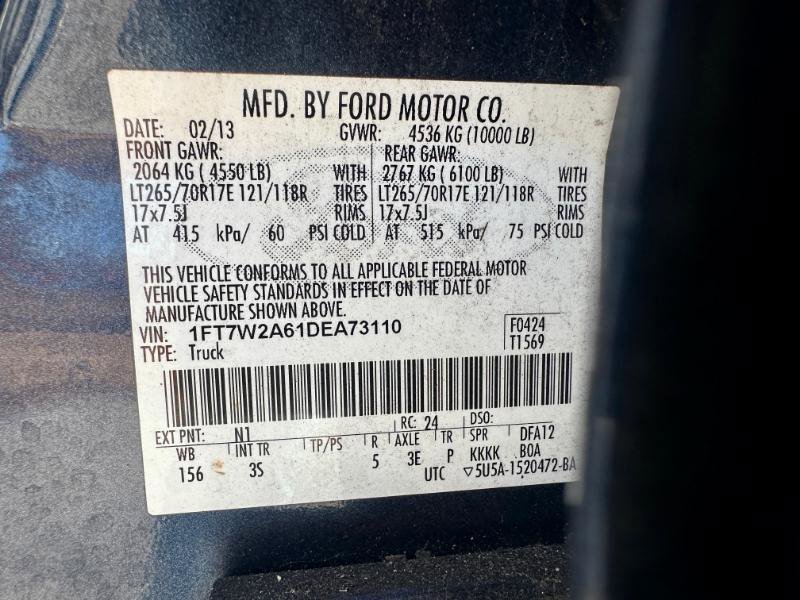 MFD. BY FORD MOTOR CO.
DATE: 02/13 GVWR: 4536 KG (10000 LB)
FRONT GAWR: REAR GAWR:
2064 KG ( 4550 LB) WITH 2767 KG ( 6100 LB) WITH
LT265/70R17E 121/118R TIRES LT265/70R17E 121/118R TIRES
17x7.5J RIMS 17x7.5J RIMS
AT 415 kPa/ 60 PSI COLD AT 515 kPa/ 75 PSI COLD
THIS VEHICLE CONFORMS TO ALL APPLICABLE FEDERAL MOTOR
VEHICLE SAFETY STANDARDS IN EFFECT ON THE DATE OF
MANUFACTURE SHOWN ABOVE.
VIN: 1FT7W2A61DEA73110 F0424
TYPE: Truck T1569
EXT PNT: N1 RC: 24 DSO:
WB INT TR TP/PS R AXLE TR SPR DFA12
156 3S 5 3E P KKKK BOA
UTC ▽5U5A-1520472-BA